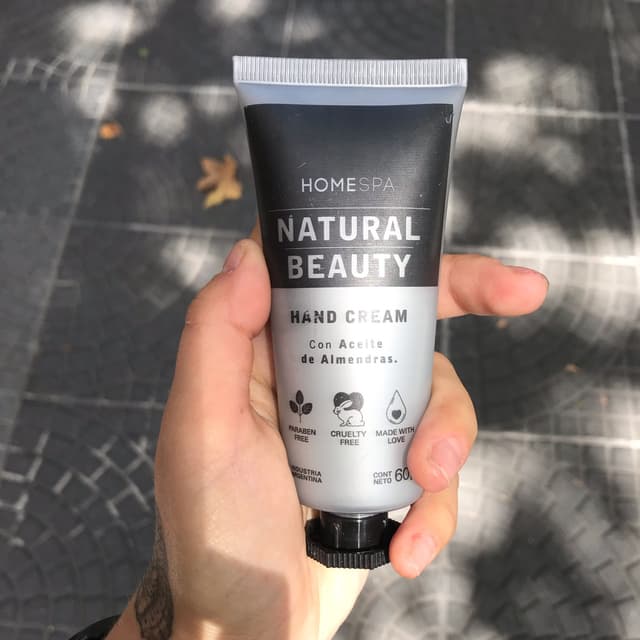 HOMESPA
NATURAL
BEAUTY
HAND CREAM
Con Aceite
de Almendras.
PARABEN
FREE
CRUELTY
FREE
MADE WITH
LOVE
INDUSTRIA
ARGENTINA
CONT
NETO 60